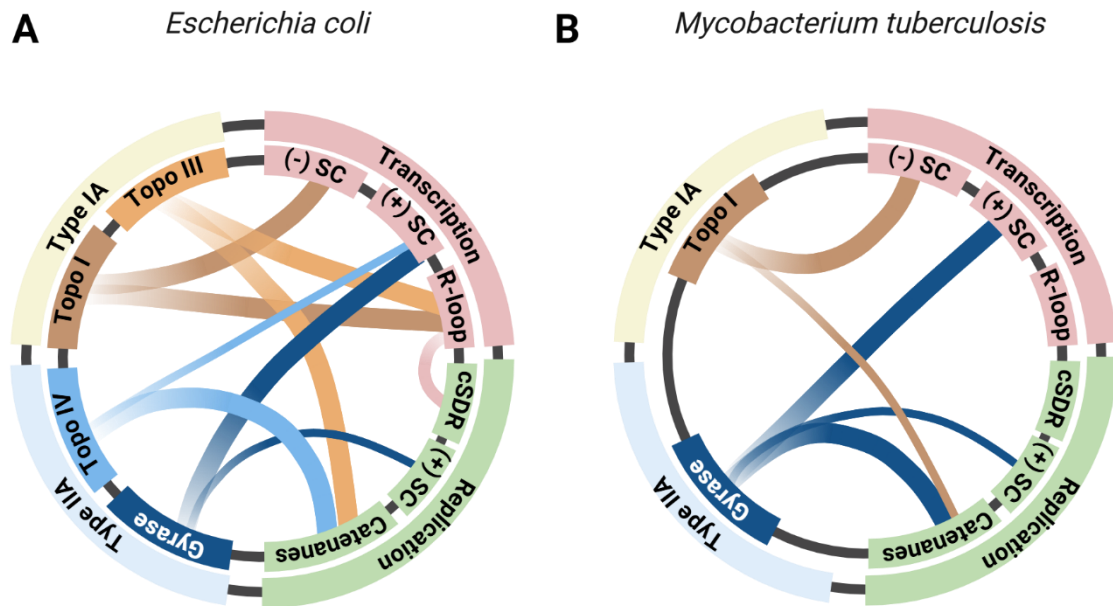 A
Escherichia coli
Type IA
Topo III
Topo I
Type IIA
Topo IV
Gyrase
Transcription
(-) SC
(+) SC
R-loop
Replication
cSDR
(+) SC
Catenanes
B
Mycobacterium tuberculosis
Type IA
Topo I
Type IIA
Gyrase
Transcription
(-) SC
(+) SC
R-loop
Replication
cSDR
(+) SC
Catenanes